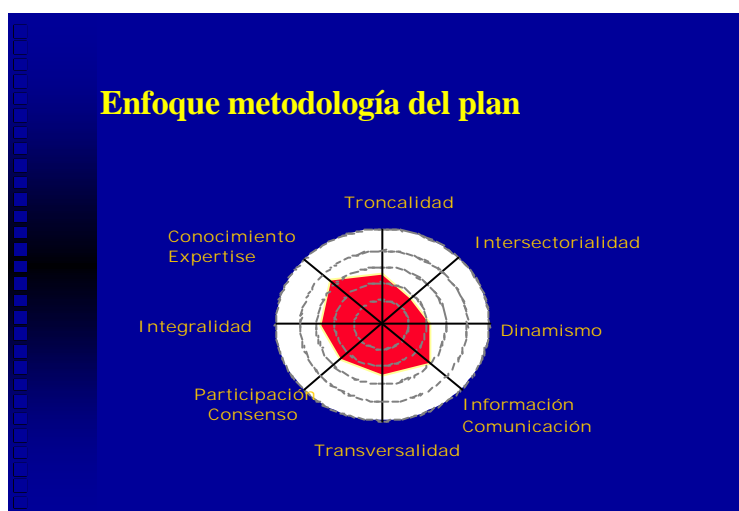 Enfoque metodología del plan
Troncalidad
Conocimiento
Expertise
Intersectorialidad
Integralidad
Dinamismo
Participación
Consenso
Información
Comunicación
Transversalidad